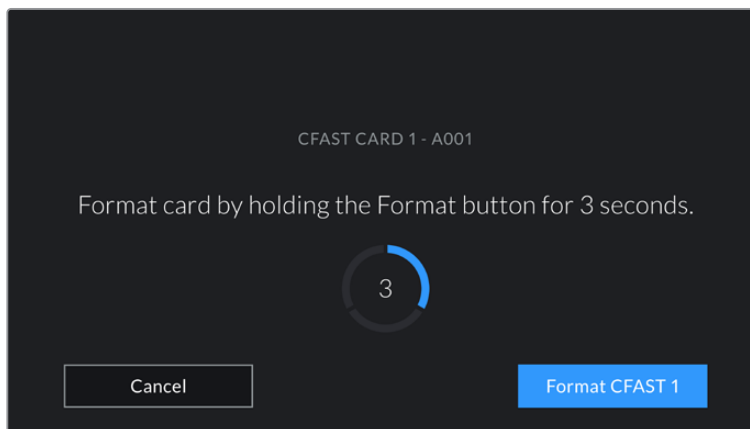 CFAST CARD 1 - A001
Format card by holding the Format button for 3 seconds.
3
Cancel
Format CFAST 1